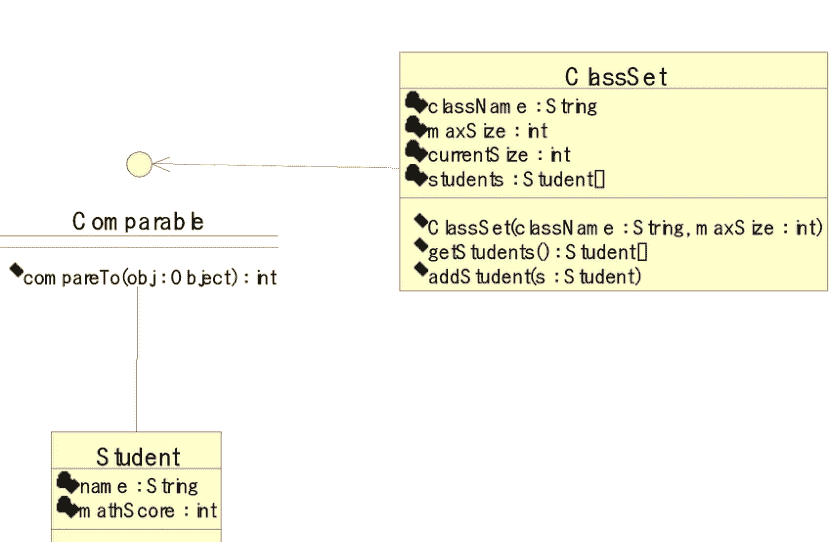 ClassSet
className : String
maxSize : int
currentSize : int
students : Student[]
ClassSet(className : String, maxSize : int)
getStudents() : Student[]
addStudent(s : Student)
Comparable
compareTo(obj : Object) : int
Student
name : String
mathScore : int